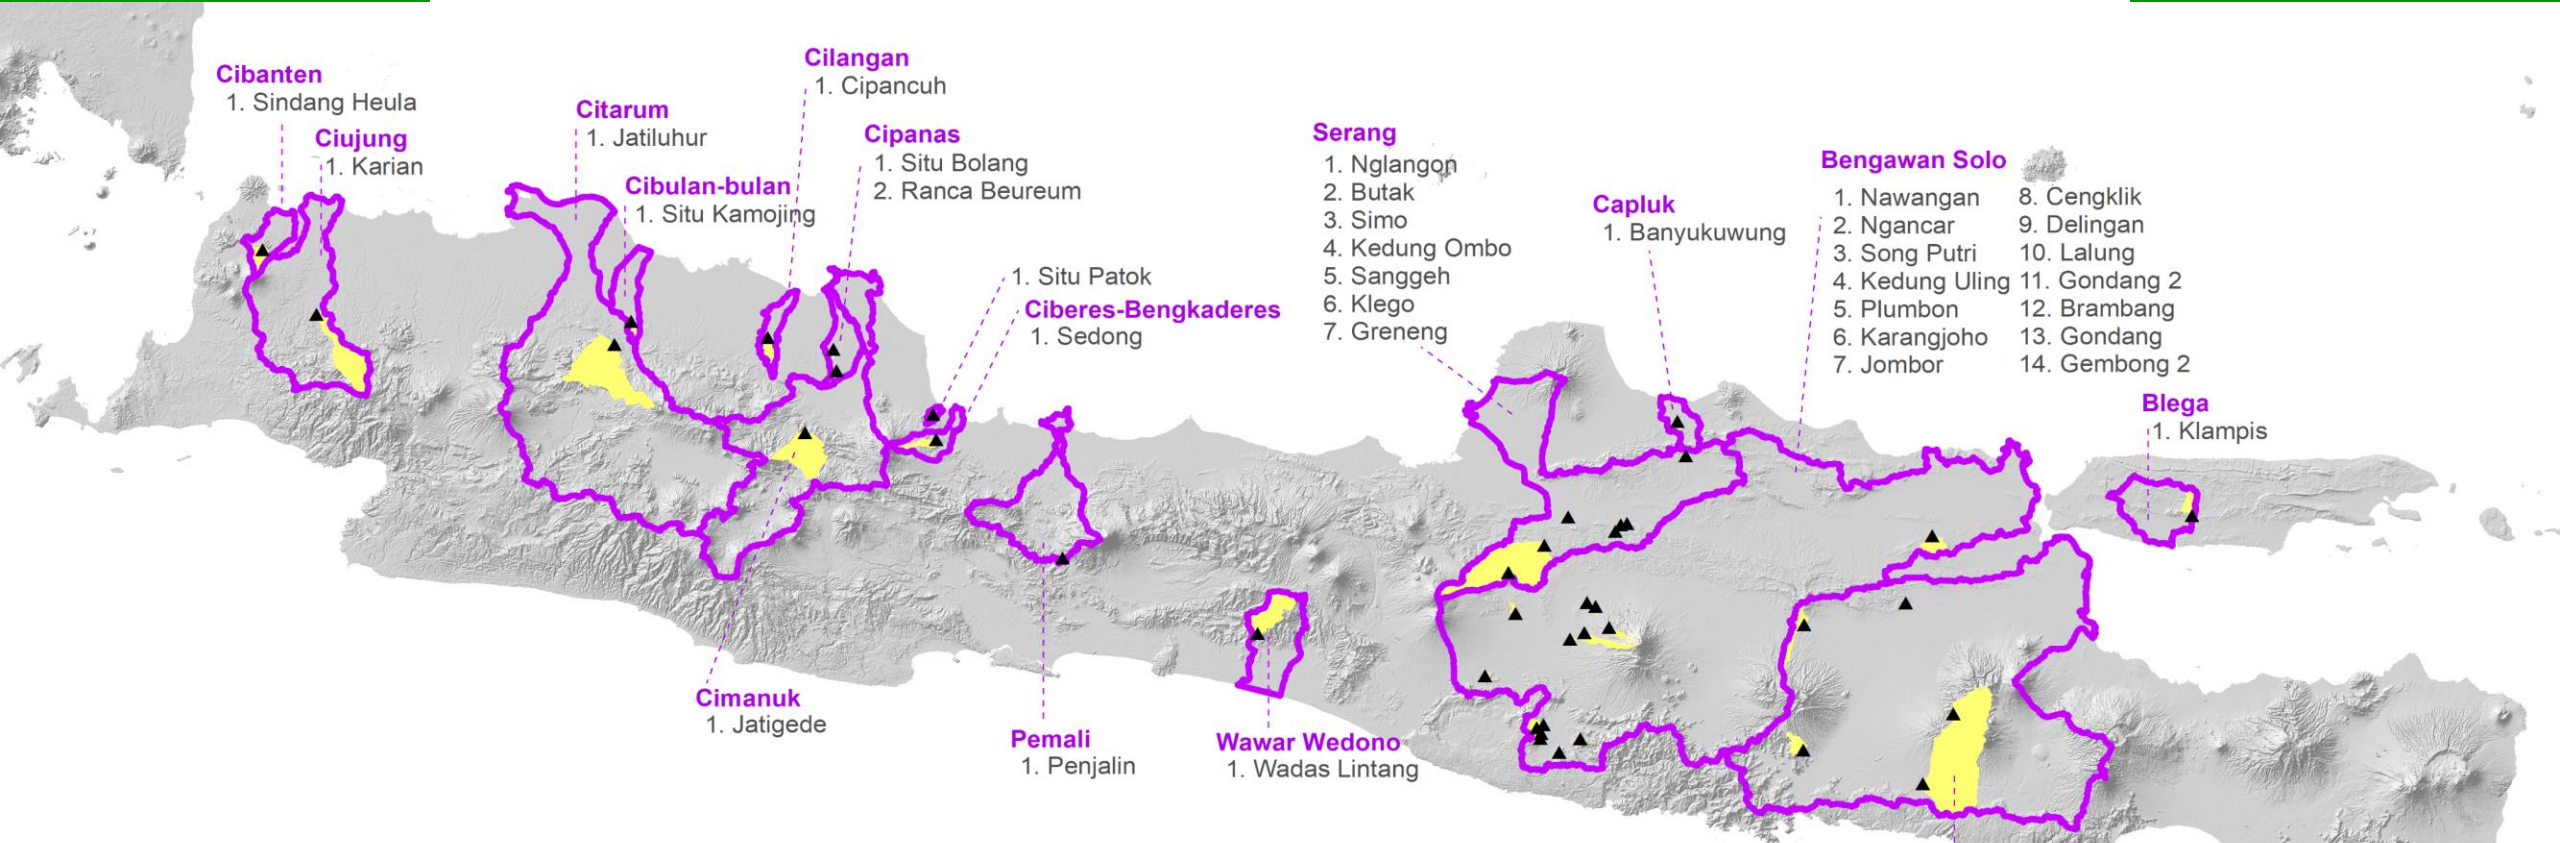 Cibanten
1. Sindang Heula
Ciujung
1. Karian
Citarum
1. Jatiluhur
Cibulan-bulan
1. Situ Kamojing
Cilangan
1. Cipancuh
Cipanas
1. Situ Bolang
2. Ranca Beureum
1. Situ Patok
Ciberes-Bengkaderes
1. Sedong
Serang
1. Nglangon
2. Butak
3. Simo
4. Kedung Ombo
5. Sanggeh
6. Klego
7. Greneng
Capluk
1. Banyukuwung
Bengawan Solo
1. Nawangan
2. Ngancar
3. Song Putri
4. Kedung Uling
5. Plumbon
6. Karangjoho
7. Jombor
8. Cengklik
9. Delingan
10. Lalung
11. Gondang 2
12. Brambang
13. Gondang
14. Gembong 2
Blega
1. Klampis
Cimanuk
1. Jatigede
Pemali
1. Penjalin
Wawar Wedono
1. Wadas Lintang